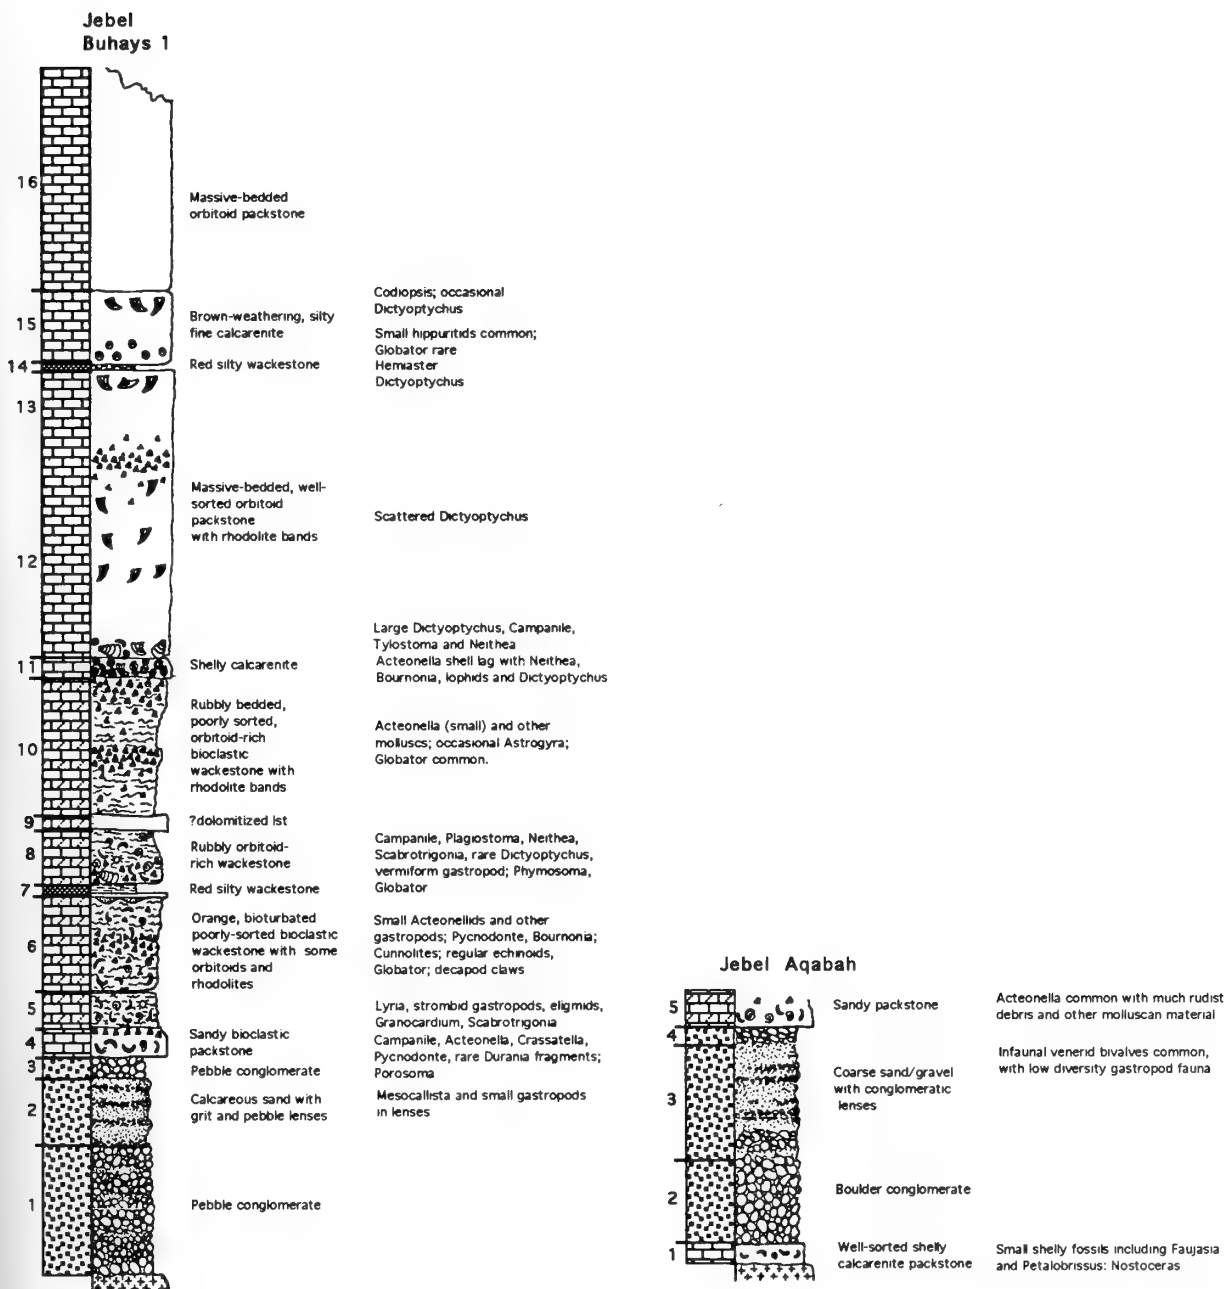 Jebel
Buhays 1
16
Massive-bedded
orbitoid packstone
15
Brown-weathering, silty
fine calcarenite
Codiopsis; occasional
Dictyoptychus
Small hippuritids common;
Globator rare
14
Red silty wackestone
Hemiaster
Dictyoptychus
13
Massive-bedded, well-
sorted orbitoid
packstone
with rhodolite bands
Scattered Dictyoptychus
12
Large Dictyoptychus, Campanile,
Tylostoma and Neithea
11
Shelly calcarenite
Acteonella shell lag with Neithea,
Bournonia, lophids and Dictyoptychus
10
Rubbly bedded,
poorly sorted,
orbitoid-rich
bioclastic
wackestone with
rhodolite bands
Acteonella (small) and other
molluscs; occasional Astrogyra;
Globator common.
9
?dolomitized lst
8
Rubbly orbitoid-
rich wackestone
Campanile, Plagiostoma, Neithea,
Scabrotrigonia, rare Dictyoptychus,
vermiform gastropod; Phymosoma,
Globator
7
Red silty wackestone
6
Orange, bioturbated
poorly-sorted bioclastic
wackestone with some
orbitoids and
rhodolites
Small Acteonellids and other
gastropods; Pycnodonte, Bournonia;
Cunnolites; regular echinoids,
Globator; decapod claws
5
Lyria, strombid gastropods, eligmids,
Granocardium, Scabrotrigonia
4
Sandy bioclastic
packstone
Campanile, Acteonella, Crassatella,
Pycnodonte, rare Durania fragments;
Porosoma
3
Pebble conglomerate
2
Calcareous sand with
grit and pebble lenses
Mesocallista and small gastropods
in lenses
1
Pebble conglomerate
Jebel Aqabah
5
Sandy packstone
Acteonella common with much rudist
debris and other molluscan material
4
Infaunal venerid bivalves common,
with low diversity gastropod fauna
3
Coarse sand/gravel
with conglomeratic
lenses
2
Boulder conglomerate
1
Well-sorted shelly
calcarenite packstone
Small shelly fossils including Faujasia
and Petalobrissus: Nostoceras